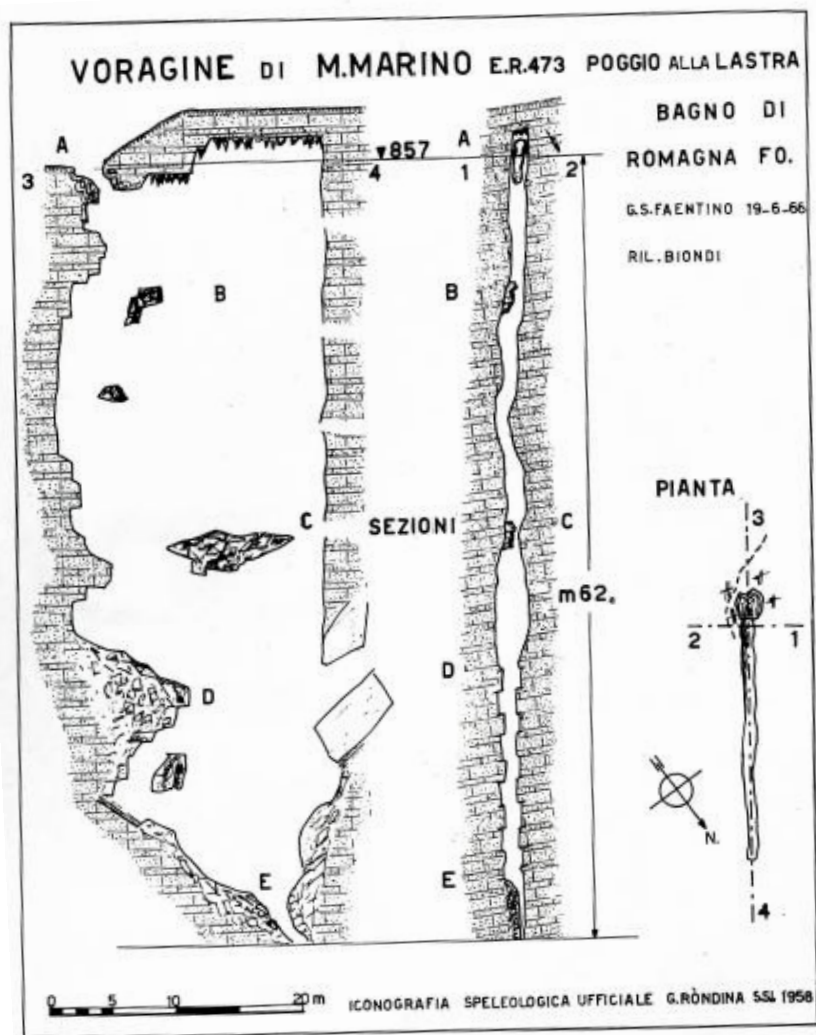 VORAGINE DI M.MARINO E.R.473 POGGIO ALLA LASTRA
BAGNO DI
ROMAGNA FO.
G.S.FAENTINO 19-6-66
RIL.BIONDI
A
3
4
▼857
A
1
2
B
B
C
SEZIONI
C
m62.
D
D
E
E
PIANTA
3
2
1
N.
4
0 5 10 20 m
ICONOGRAFIA SPELEOLOGICA UFFICIALE G.RÒNDINA S.S.I. 1958